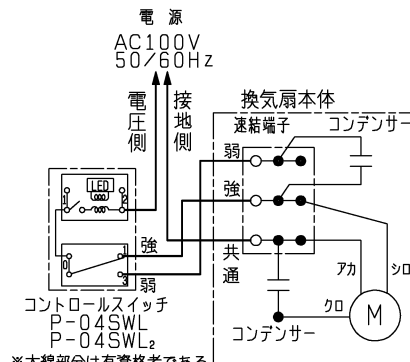 電源
AC100V
50/60Hz
電圧側
接地側
換気扇本体
速結端子
コンデンサー
弱
強
共通
LED
1
2
0
1
3
強
弱
アカ
シロ
クロ
M
コンデンサー
コントロールスイッチ
P-04SWL
P-04SWL₂
※太線部分は有資格者である